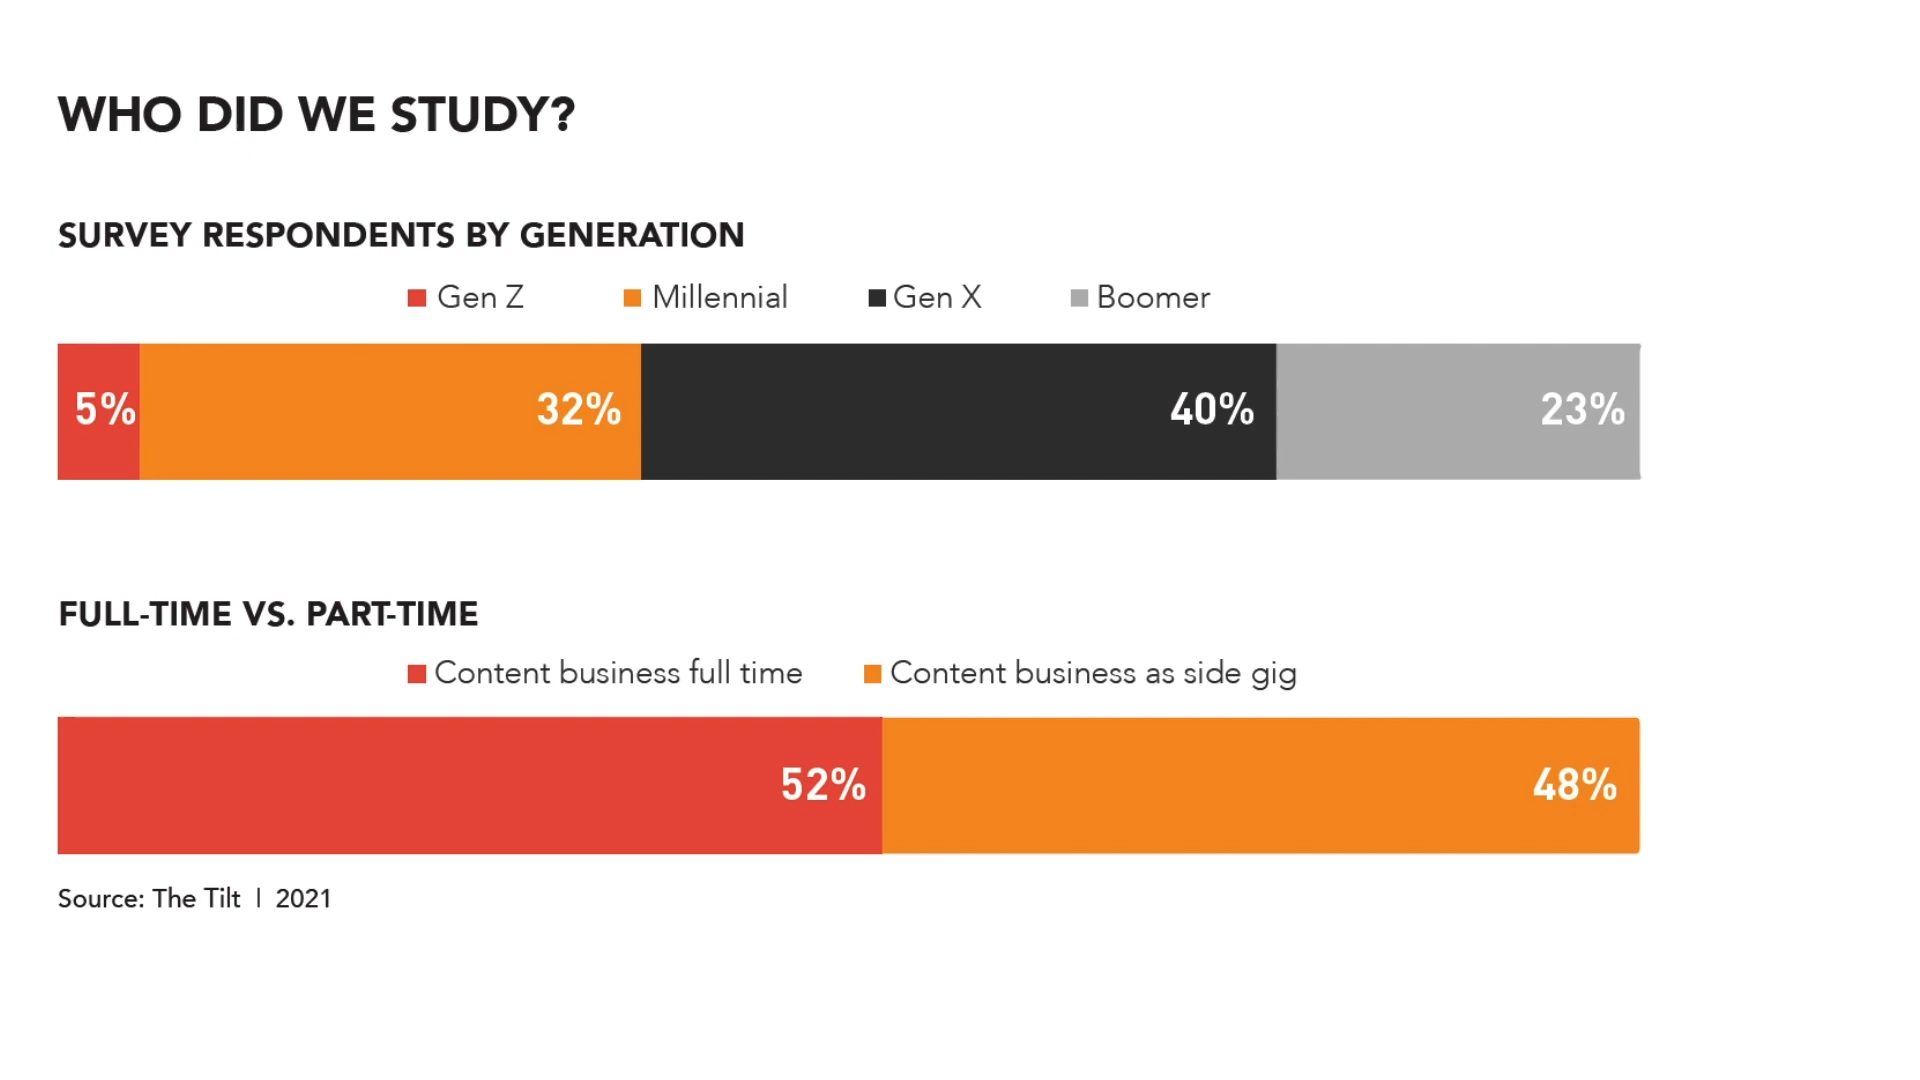 WHO DID WE STUDY?
SURVEY RESPONDENTS BY GENERATION
Gen Z Millennial Gen X Boomer
5% 32% 40% 23%
FULL-TIME VS. PART-TIME
Content business full time Content business as side gig
52% 48%
Source: The Tilt | 2021